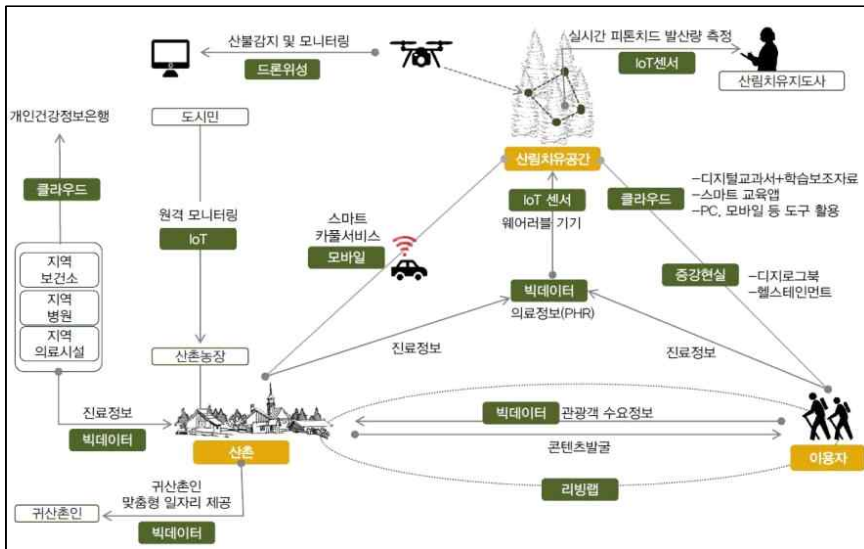 산불감지 및 모니터링
드론위성
실시간 피톤치드 발산량 측정
IoT센서
산림치유지도사
개인건강정보은행
도시민
클라우드
산림치유공간
원격 모니터링
IoT
스마트
카풀서비스
모바일
IoT 센서
웨어러블 기기
클라우드
-디지털교과서+학습보조자료
-스마트 교육앱
-PC, 모바일 등 도구 활용
증강현실
-디지로그북
-헬스테인먼트
지역
보건소
지역
병원
지역
의료시설
빅데이터
의료정보(PHR)
진료정보
진료정보
산촌농장
진료정보
빅데이터
산촌
빅데이터 관광객 수요정보
콘텐츠발굴
리빙랩
이용자
귀산촌인
맞춤형 일자리 제공
빅데이터
귀산촌인